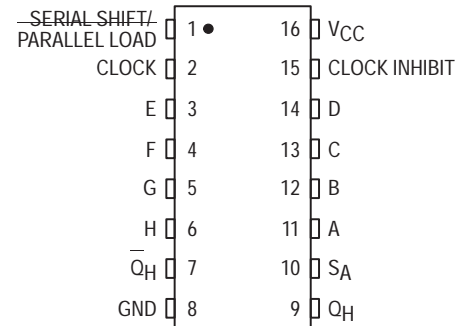 SERIAL SHIFT/
PARALLEL LOAD 1 16 VCC
CLOCK 2 15 CLOCK INHIBIT
E 3 14 D
F 4 13 C
G 5 12 B
H 6 11 A
Q̅H 7 10 SA
GND 8 9 QH